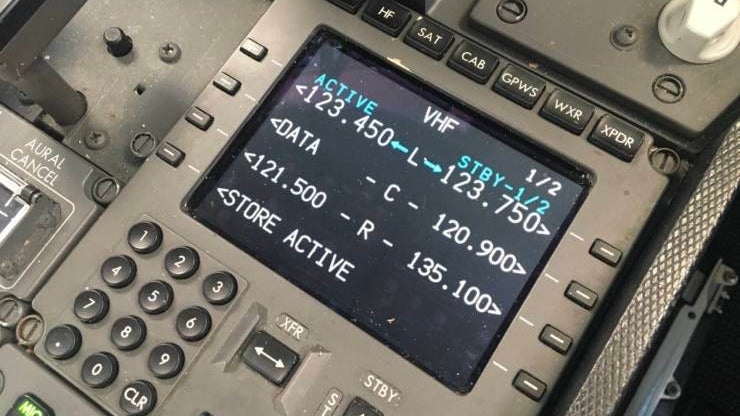 HF SAT CAB GPWS WXR XPDR
VHF 1/2
ACTIVE STBY-1/2
<123.450←L→123.750>
<DATA - C - 120.900>
<121.500 - R - 135.100>
<STORE ACTIVE
AURAL
CANCEL
1 2 3
4 5 6
7 8 9
. 0 CLR
XFR
STBY
MIC